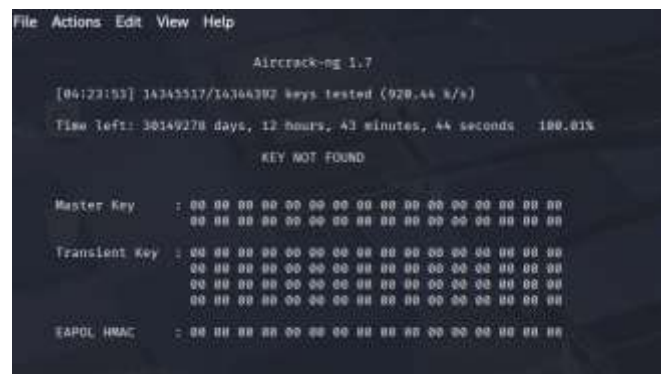 File Actions Edit View Help
Aircrack-ng 1.7
[04:23:53] 14345517/14344392 keys tested (920.44 k/s)
Time left: 30149278 days, 12 hours, 43 minutes, 44 seconds 100.01%
KEY NOT FOUND
Master Key : 00 00 00 00 00 00 00 00 00 00 00 00 00 00 00 00
00 00 00 00 00 00 00 00 00 00 00 00 00 00 00 00
Transient Key : 00 00 00 00 00 00 00 00 00 00 00 00 00 00 00 00
00 00 00 00 00 00 00 00 00 00 00 00 00 00 00 00
00 00 00 00 00 00 00 00 00 00 00 00 00 00 00 00
00 00 00 00 00 00 00 00 00 00 00 00 00 00 00 00
EAPOL HMAC : 00 00 00 00 00 00 00 00 00 00 00 00 00 00 00 00